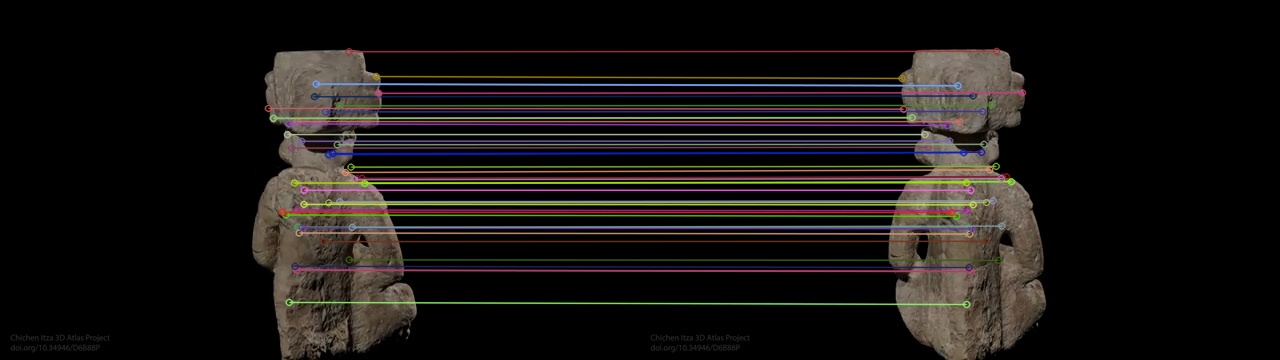 Chichen Itza 3D Atlas Project
doi.org/10.34946/D6B88P
Chichen Itza 3D Atlas Project
doi.org/10.34946/D6B88P